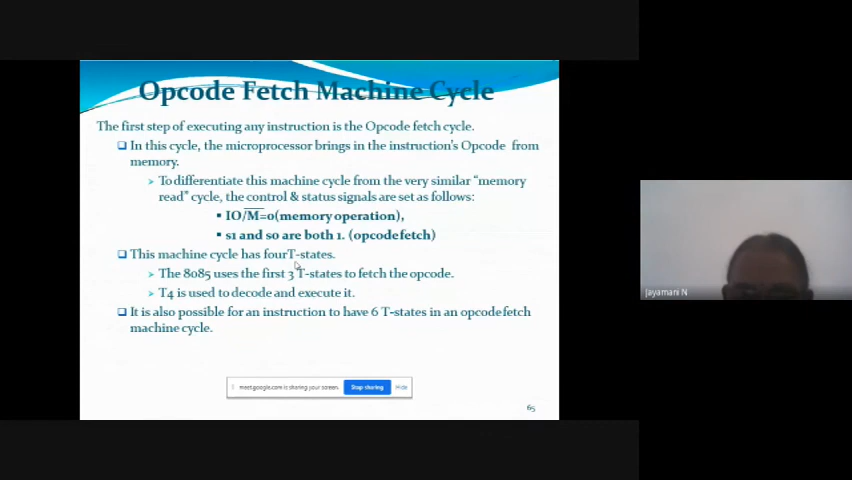 Opcode Fetch Machine Cycle
The first step of executing any instruction is the Opcode fetch cycle.
In this cycle, the microprocessor brings in the instruction's Opcode from
memory.
To differentiate this machine cycle from the very similar "memory
read" cycle, the control & status signals are set as follows:
IO/M̅=0(memory operation),
s1 and s0 are both 1. (opcode fetch)
This machine cycle has fourT-states.
The 8085 uses the first 3 T-states to fetch the opcode.
T4 is used to decode and execute it.
It is also possible for an instruction to have 6 T-states in an opcode fetch
machine cycle.
meet.google.com is sharing your screen. Stop sharing Hide
65
Jayamani N